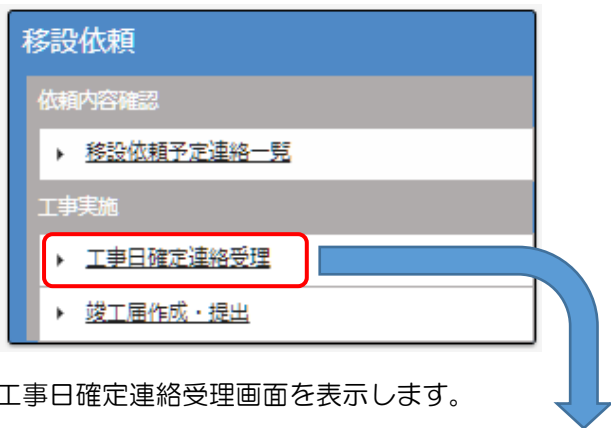 移設依頼
依頼内容確認
移設依頼予定連絡一覧
工事実施
工事日確定連絡受理
竣工届作成・提出
工事日確定連絡受理画面を表示します。